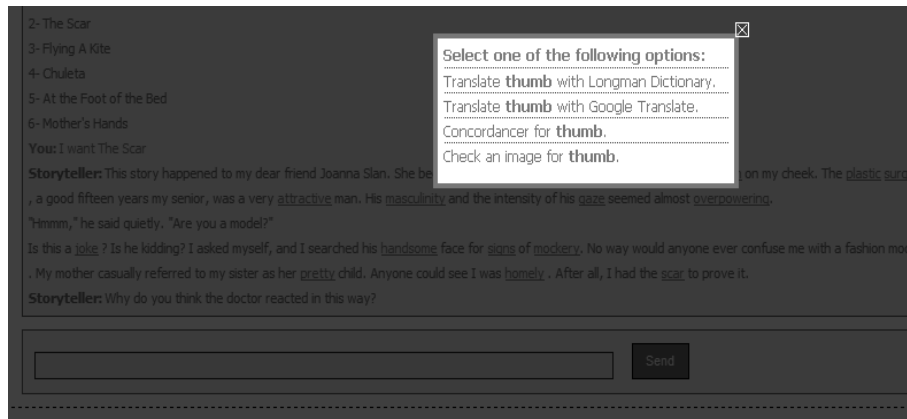 2- The Scar
3- Flying A Kite
4- Chuleta
5- At the Foot of the Bed
6- Mother's Hands
You: I want The Scar
Storyteller: This story happened to my dear friend Joanna Slan. She be
on my cheek. The plastic surg
, a good fifteen years my senior, was a very attractive man. His masculinity and the intensity of his gaze seemed almost overpowering.
"Hmmm," he said quietly. "Are you a model?"
Is this a joke ? Is he kidding? I asked myself, and I searched his handsome face for signs of mockery. No way would anyone ever confuse me with a fashion mod
. My mother casually referred to my sister as her pretty child. Anyone could see I was homely . After all, I had the scar to prove it.
Storyteller: Why do you think the doctor reacted in this way?
Send
Select one of the following options:
Translate thumb with Longman Dictionary.
Translate thumb with Google Translate.
Concordancer for thumb.
Check an image for thumb.